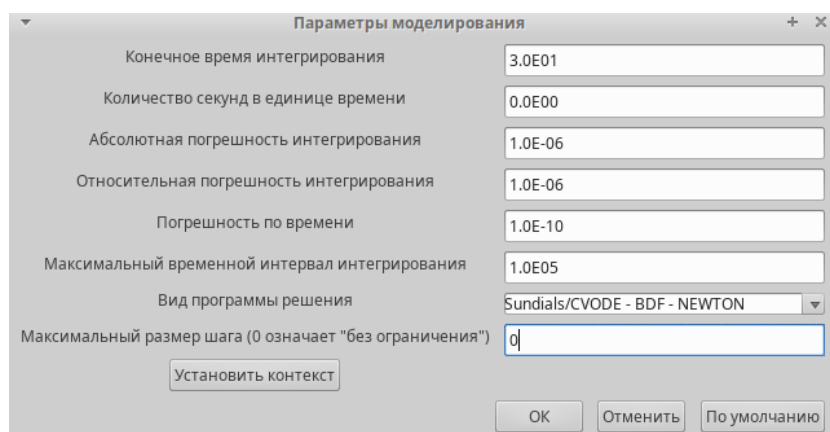 Параметры моделирования
Конечное время интегрирования 3.0E01
Количество секунд в единице времени 0.0E00
Абсолютная погрешность интегрирования 1.0E-06
Относительная погрешность интегрирования 1.0E-06
Погрешность по времени 1.0E-10
Максимальный временной интервал интегрирования 1.0E05
Вид программы решения Sundials/CVODE - BDF - NEWTON
Максимальный размер шага (0 означает "без ограничения") 0
Установить контекст
ОК Отменить По умолчанию